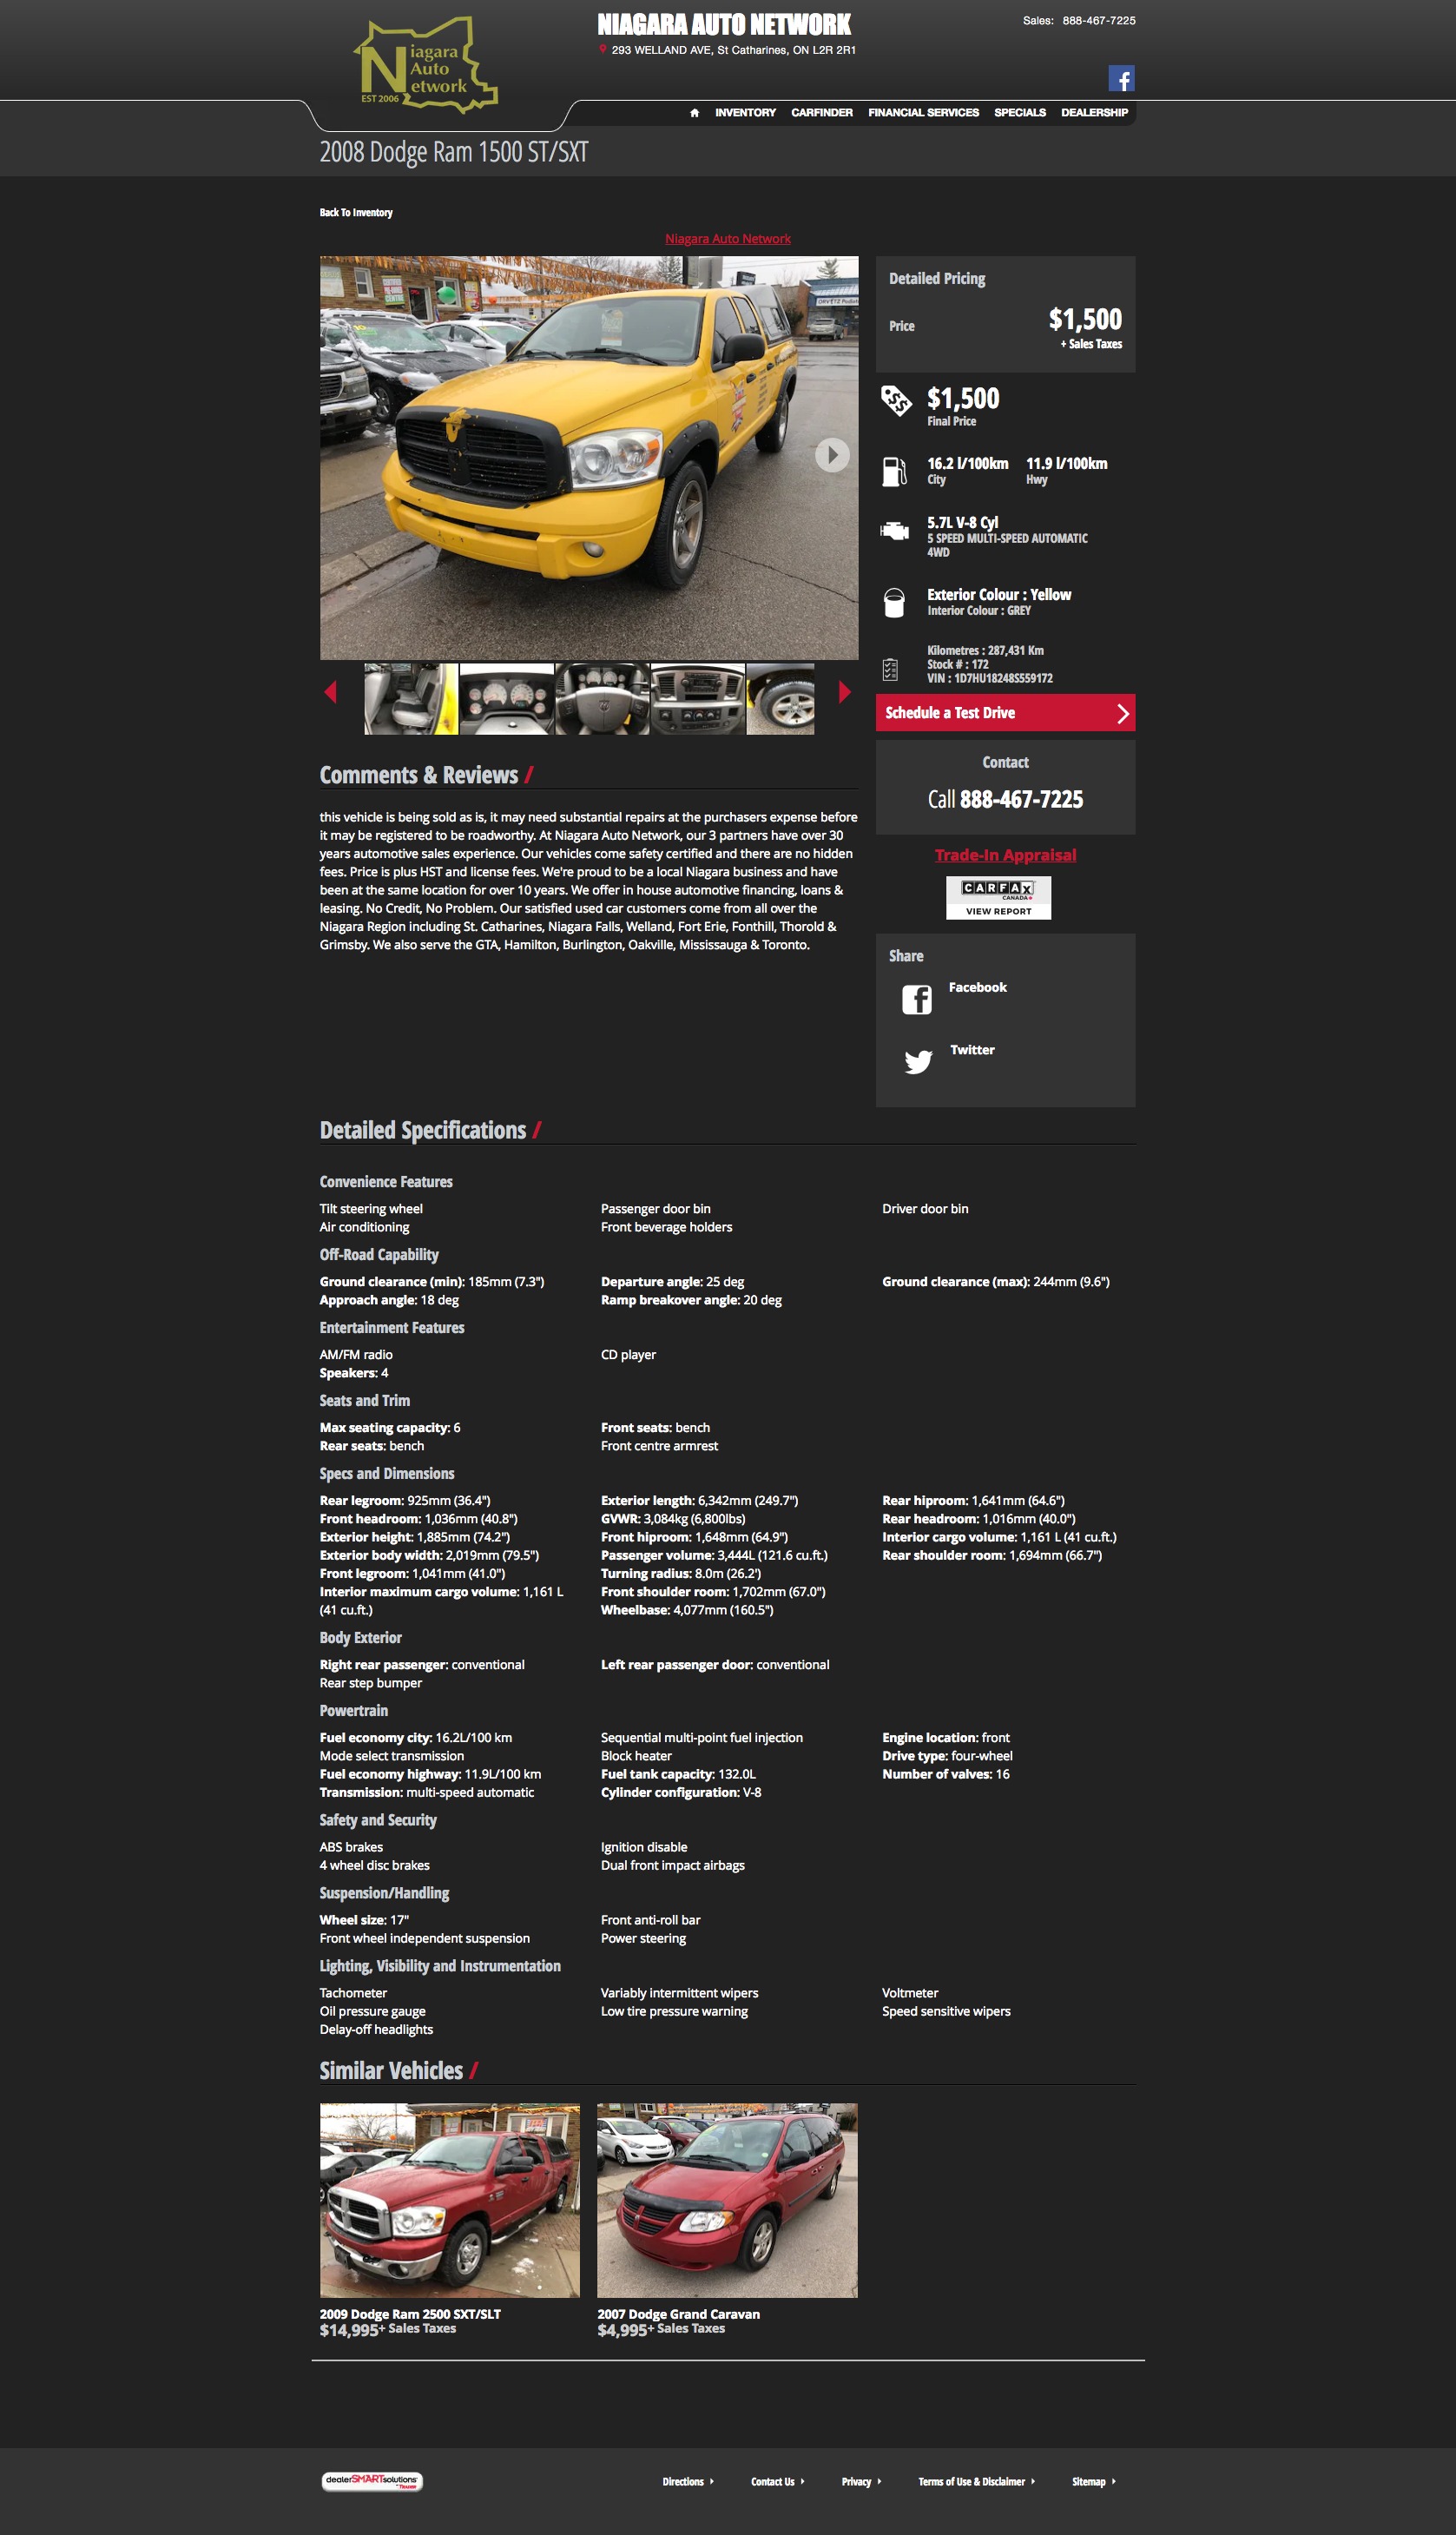 Niagara
Auto
Network
EST 2006
NIAGARA AUTO NETWORK
293 WELLAND AVE, St Catharines, ON L2R 2R1
Sales: 888-467-7225
INVENTORY CARFINDER FINANCIAL SERVICES SPECIALS DEALERSHIP
2008 Dodge Ram 1500 ST/SXT
Back To Inventory
Niagara Auto Network
Detailed Pricing
Price $1,500
+ Sales Taxes
$1,500
Final Price
16.2 l/100km 11.9 l/100km
City Hwy
5.7L V-8 Cyl
5 SPEED MULTI-SPEED AUTOMATIC
4WD
Exterior Colour : Yellow
Interior Colour : GREY
Kilometres : 287,431 Km
Stock # : 172
VIN : 1D7HU18248S559172
Schedule a Test Drive
Contact
Call 888-467-7225
Trade-In Appraisal
CARFAX
CANADA
VIEW REPORT
Share
Facebook
Twitter
Comments & Reviews /
this vehicle is being sold as is, it may need substantial repairs at the purchasers expense before
it may be registered to be roadworthy. At Niagara Auto Network, our 3 partners have over 30
years automotive sales experience. Our vehicles come safety certified and there are no hidden
fees. Price is plus HST and license fees. We're proud to be a local Niagara business and have
been at the same location for over 10 years. We offer in house automotive financing, loans &
leasing. No Credit, No Problem. Our satisfied used car customers come from all over the
Niagara Region including St. Catharines, Niagara Falls, Welland, Fort Erie, Fonthill, Thorold &
Grimsby. We also serve the GTA, Hamilton, Burlington, Oakville, Mississauga & Toronto.
Detailed Specifications /
Convenience Features
Tilt steering wheel Passenger door bin Driver door bin
Air conditioning Front beverage holders
Off-Road Capability
Ground clearance (min): 185mm (7.3") Departure angle: 25 deg Ground clearance (max): 244mm (9.6")
Approach angle: 18 deg Ramp breakover angle: 20 deg
Entertainment Features
AM/FM radio CD player
Speakers: 4
Seats and Trim
Max seating capacity: 6 Front seats: bench
Rear seats: bench Front centre armrest
Specs and Dimensions
Rear legroom: 925mm (36.4") Exterior length: 6,342mm (249.7") Rear hiproom: 1,641mm (64.6")
Front headroom: 1,036mm (40.8") GVWR: 3,084kg (6,800lbs) Rear headroom: 1,016mm (40.0")
Exterior height: 1,885mm (74.2") Front hiproom: 1,648mm (64.9") Interior cargo volume: 1,161 L (41 cu.ft.)
Exterior body width: 2,019mm (79.5") Passenger volume: 3,444L (121.6 cu.ft.) Rear shoulder room: 1,694mm (66.7")
Front legroom: 1,041mm (41.0") Turning radius: 8.0m (26.2')
Interior maximum cargo volume: 1,161 L Front shoulder room: 1,702mm (67.0")
(41 cu.ft.) Wheelbase: 4,077mm (160.5")
Body Exterior
Right rear passenger: conventional Left rear passenger door: conventional
Rear step bumper
Powertrain
Fuel economy city: 16.2L/100 km Sequential multi-point fuel injection Engine location: front
Mode select transmission Block heater Drive type: four-wheel
Fuel economy highway: 11.9L/100 km Fuel tank capacity: 132.0L Number of valves: 16
Transmission: multi-speed automatic Cylinder configuration: V-8
Safety and Security
ABS brakes Ignition disable
4 wheel disc brakes Dual front impact airbags
Suspension/Handling
Wheel size: 17" Front anti-roll bar
Front wheel independent suspension Power steering
Lighting, Visibility and Instrumentation
Tachometer Variably intermittent wipers Voltmeter
Oil pressure gauge Low tire pressure warning Speed sensitive wipers
Delay-off headlights
Similar Vehicles /
2009 Dodge Ram 2500 SXT/SLT 2007 Dodge Grand Caravan
$14,995+ Sales Taxes $4,995+ Sales Taxes
dealerSMARTsolutions
Directions Contact Us Privacy Terms of Use & Disclaimer Sitemap